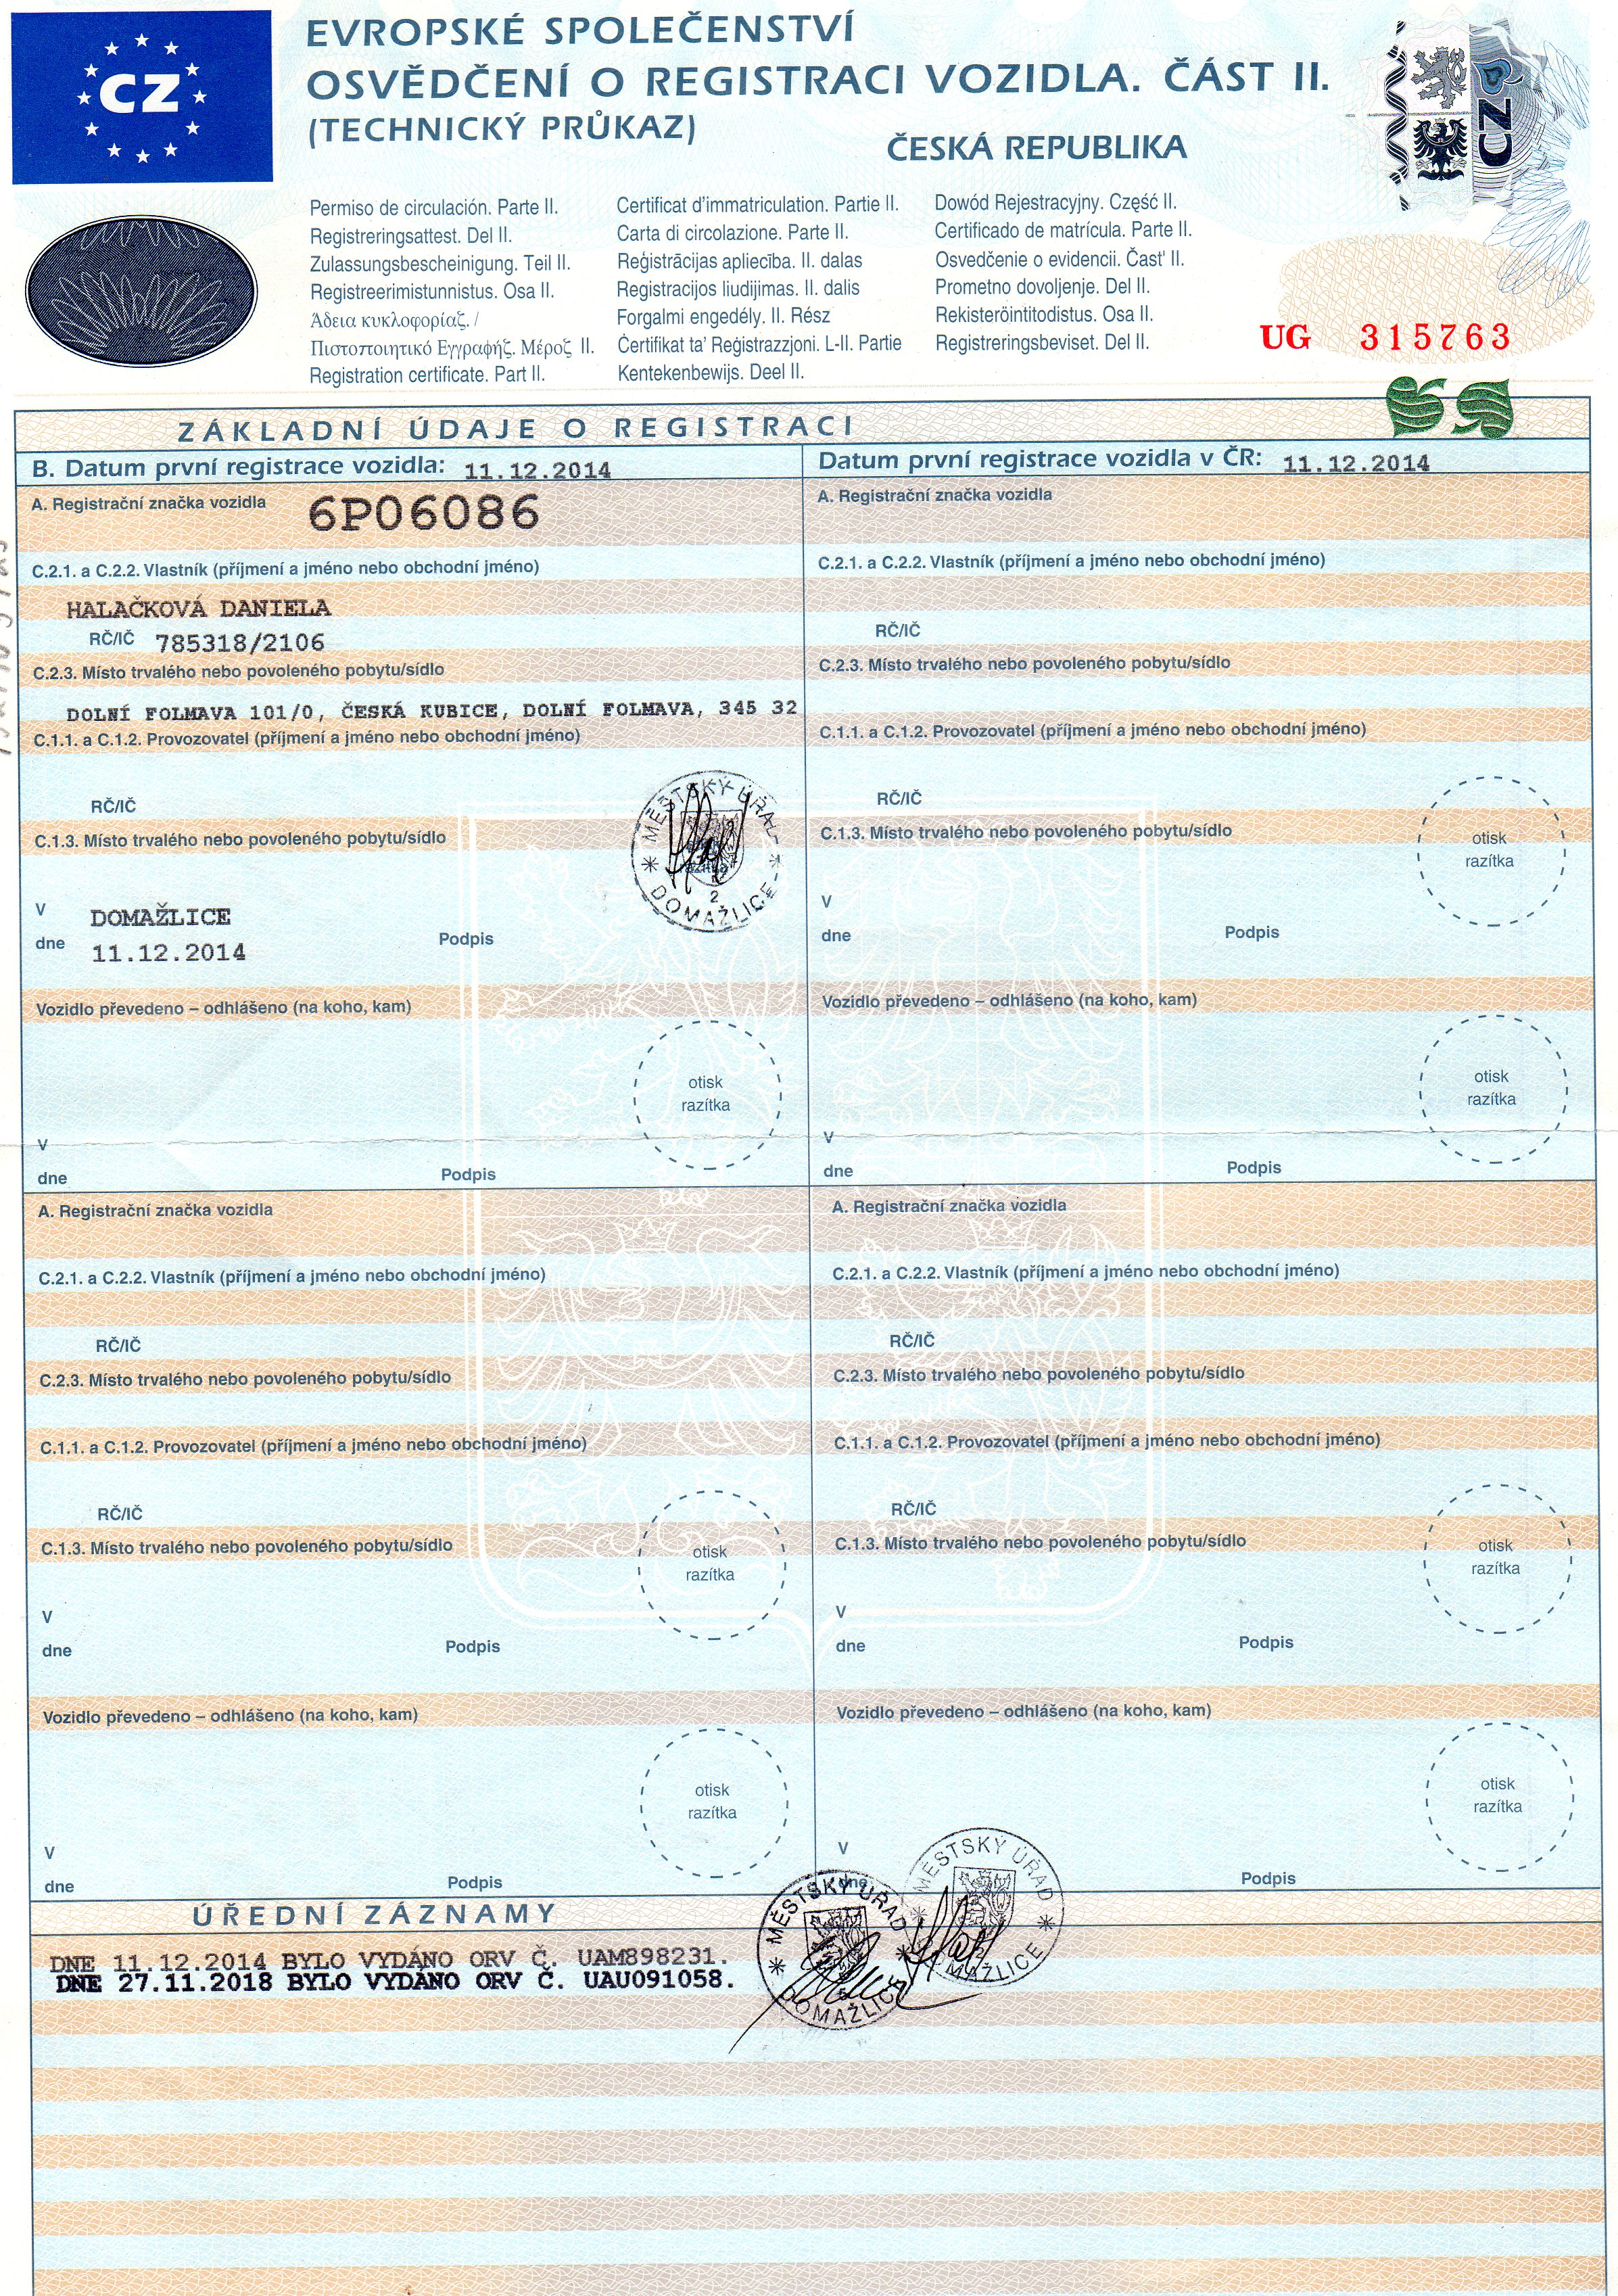 CZ
EVROPSKÉ SPOLEČENSTVÍ
OSVĚDČENÍ O REGISTRACI VOZIDLA. ČÁST II.
(TECHNICKÝ PRŮKAZ)
ČESKÁ REPUBLIKA
CZ
Permiso de circulación. Parte II.
Registreringsattest. Del II.
Zulassungsbescheinigung. Teil II.
Registreerimistunnistus. Osa II.
Άδεια κυκλοφορίας. /
Πιστοποιητικό Εγγραφής. Μέρος II.
Registration certificate. Part II.
Certificat d'immatriculation. Partie II.
Carta di circolazione. Parte II.
Reģistrācijas apliecība. II. dalas
Registracijos liudijimas. II. dalis
Forgalmi engedély. II. Rész
Ċertifikat ta' Reġistrazzjoni. L-II. Partie
Kentekenbewijs. Deel II.
Dowód Rejestracyjny. Część II.
Certificado de matrícula. Parte II.
Osvedčenie o evidencii. Časť II.
Prometno dovoljenje. Del II.
Rekisteröintitodistus. Osa II.
Registreringsbeviset. Del II.
UG 315763
ZÁKLADNÍ ÚDAJE O REGISTRACI
B. Datum první registrace vozidla: 11.12.2014
Datum první registrace vozidla v ČR: 11.12.2014
A. Registrační značka vozidla 6P06086
C.2.1. a C.2.2. Vlastník (příjmení a jméno nebo obchodní jméno)
HALAČKOVÁ DANIELA
RČ/IČ 785318/2106
C.2.3. Místo trvalého nebo povoleného pobytu/sídlo
DOLNÍ FOLMAVA 101/0, ČESKÁ KUBICE, DOLNÍ FOLMAVA, 345 32
C.1.1. a C.1.2. Provozovatel (příjmení a jméno nebo obchodní jméno)
RČ/IČ
C.1.3. Místo trvalého nebo povoleného pobytu/sídlo
MĚSTSKÝ ÚŘAD
2
DOMAŽLICE
V DOMAŽLICE
dne 11.12.2014 Podpis
Vozidlo převedeno – odhlášeno (na koho, kam)
otisk
razítka
V
dne Podpis
A. Registrační značka vozidla
C.2.1. a C.2.2. Vlastník (příjmení a jméno nebo obchodní jméno)
RČ/IČ
C.2.3. Místo trvalého nebo povoleného pobytu/sídlo
C.1.1. a C.1.2. Provozovatel (příjmení a jméno nebo obchodní jméno)
RČ/IČ
C.1.3. Místo trvalého nebo povoleného pobytu/sídlo
otisk
razítka
V
dne Podpis
Vozidlo převedeno – odhlášeno (na koho, kam)
otisk
razítka
V
dne Podpis
A. Registrační značka vozidla
C.2.1. a C.2.2. Vlastník (příjmení a jméno nebo obchodní jméno)
RČ/IČ
C.2.3. Místo trvalého nebo povoleného pobytu/sídlo
C.1.1. a C.1.2. Provozovatel (příjmení a jméno nebo obchodní jméno)
RČ/IČ
C.1.3. Místo trvalého nebo povoleného pobytu/sídlo
otisk
razítka
V
dne Podpis
Vozidlo převedeno – odhlášeno (na koho, kam)
otisk
razítka
V
dne Podpis
A. Registrační značka vozidla
C.2.1. a C.2.2. Vlastník (příjmení a jméno nebo obchodní jméno)
RČ/IČ
C.2.3. Místo trvalého nebo povoleného pobytu/sídlo
C.1.1. a C.1.2. Provozovatel (příjmení a jméno nebo obchodní jméno)
RČ/IČ
C.1.3. Místo trvalého nebo povoleného pobytu/sídlo
otisk
razítka
V
dne Podpis
Vozidlo převedeno – odhlášeno (na koho, kam)
otisk
razítka
V
dne Podpis
ÚŘEDNÍ ZÁZNAMY
MĚSTSKÝ ÚŘAD
DOMAŽLICE
MĚSTSKÝ ÚŘAD
DOMAŽLICE
DNE 11.12.2014 BYLO VYDÁNO ORV Č. UAM898231.
DNE 27.11.2018 BYLO VYDÁNO ORV Č. UAU091058.